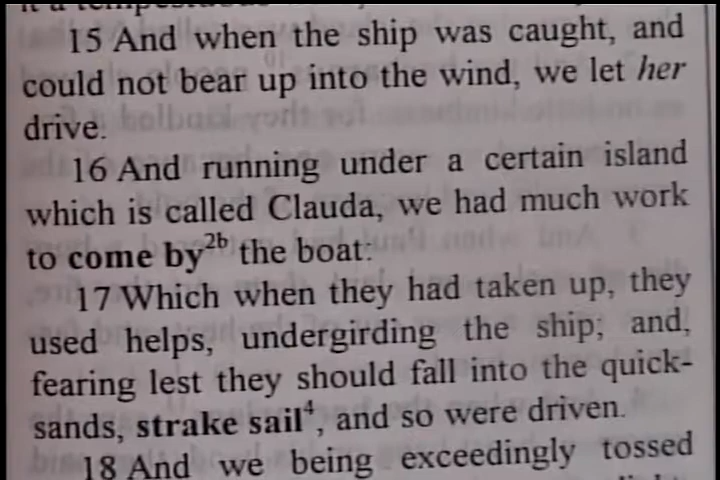 15 And when the ship was caught, and
could not bear up into the wind, we let her
drive.
16 And running under a certain island
which is called Clauda, we had much work
to come by2b the boat:
17 Which when they had taken up, they
used helps, undergirding the ship; and,
fearing lest they should fall into the quick-
sands, strake sail4, and so were driven.
18 And we being exceedingly tossed